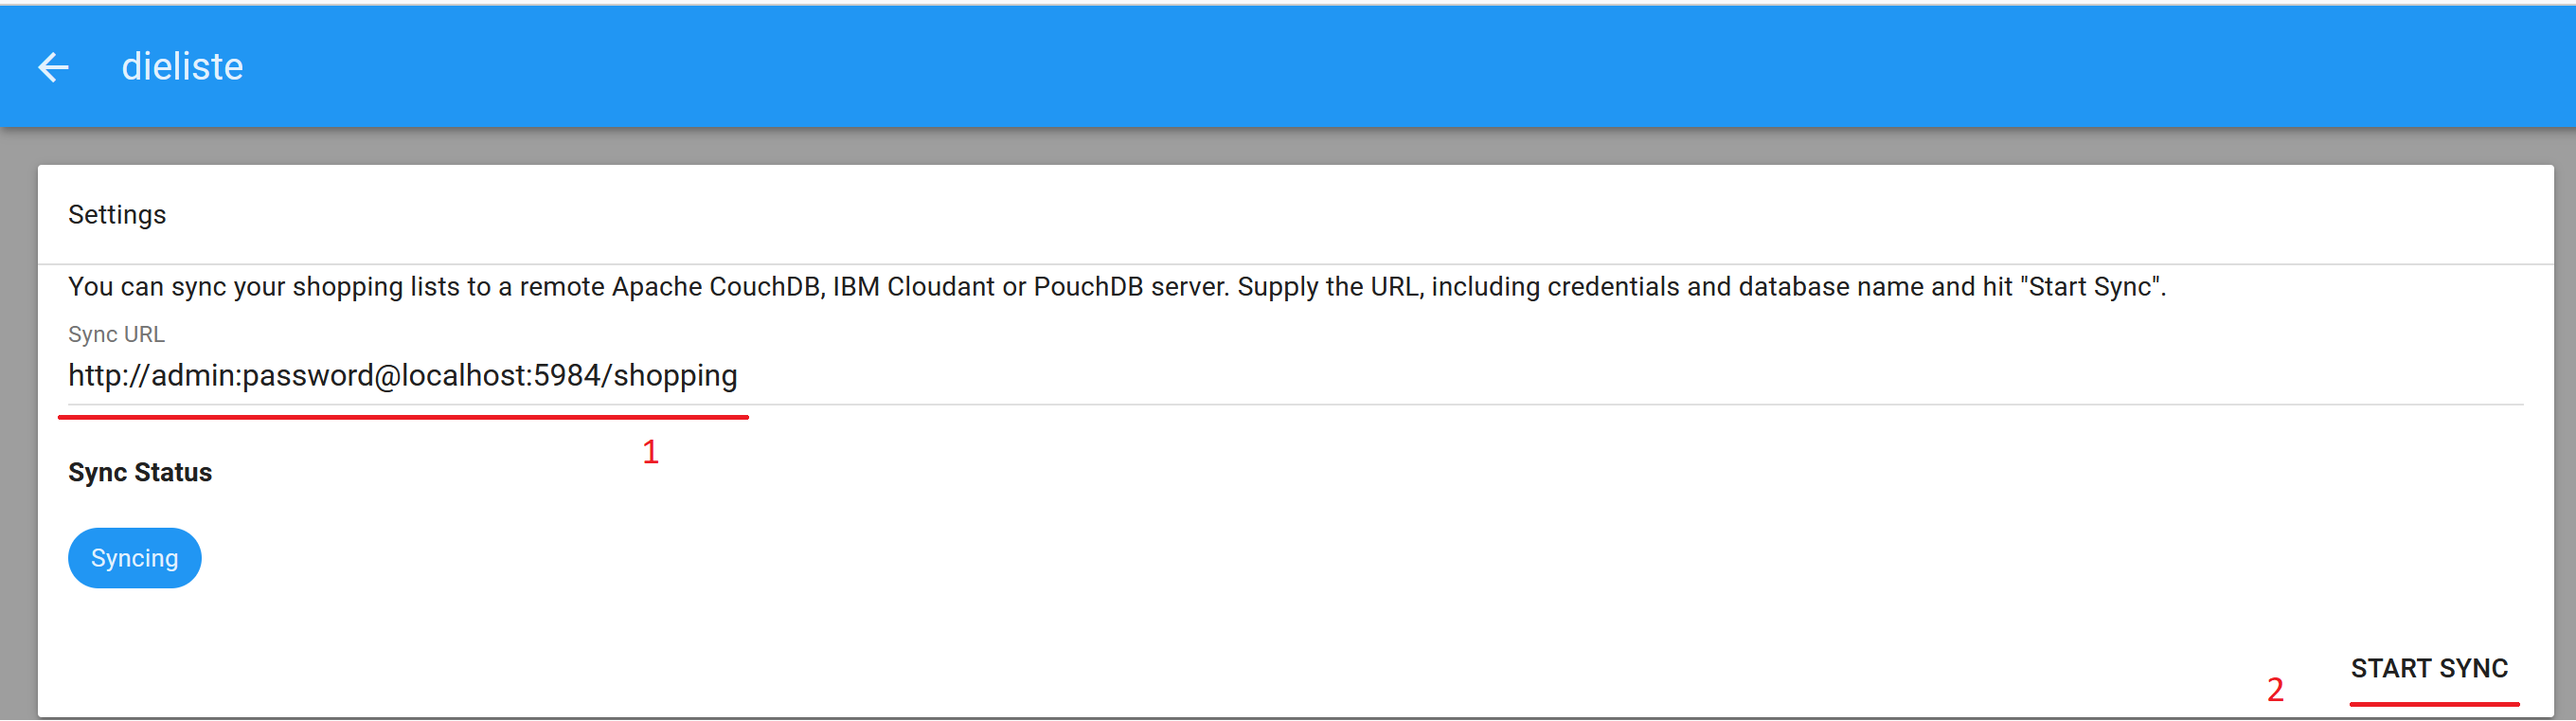 dieliste
Settings
You can sync your shopping lists to a remote Apache CouchDB, IBM Cloudant or PouchDB server. Supply the URL, including credentials and database name and hit "Start Sync".
Sync URL
http://admin:password@localhost:5984/shopping
1
Sync Status
Syncing
START SYNC
2